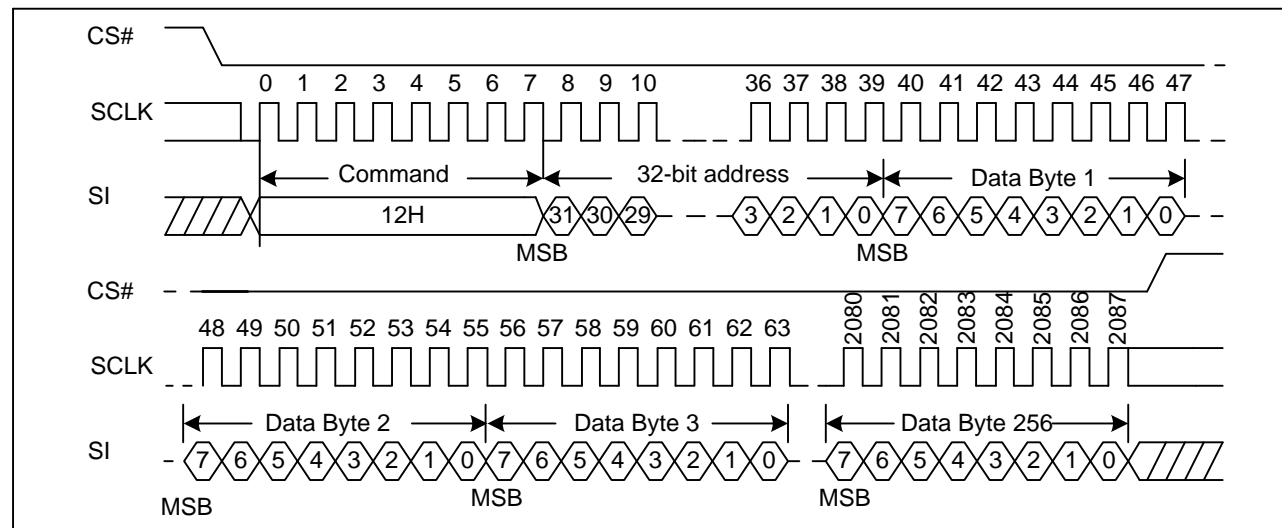 CS#
0 1 2 3 4 5 6 7 8 9 10 36 37 38 39 40 41 42 43 44 45 46 47
SCLK
Command 32-bit address Data Byte 1
SI
12H 31 30 29 3 2 1 0 7 6 5 4 3 2 1 0
MSB MSB
CS#
48 49 50 51 52 53 54 55 56 57 58 59 60 61 62 63 2080 2081 2082 2083 2084 2085 2086 2087
SCLK
Data Byte 2 Data Byte 3 Data Byte 256
SI
7 6 5 4 3 2 1 0 7 6 5 4 3 2 1 0 7 6 5 4 3 2 1 0
MSB MSB MSB